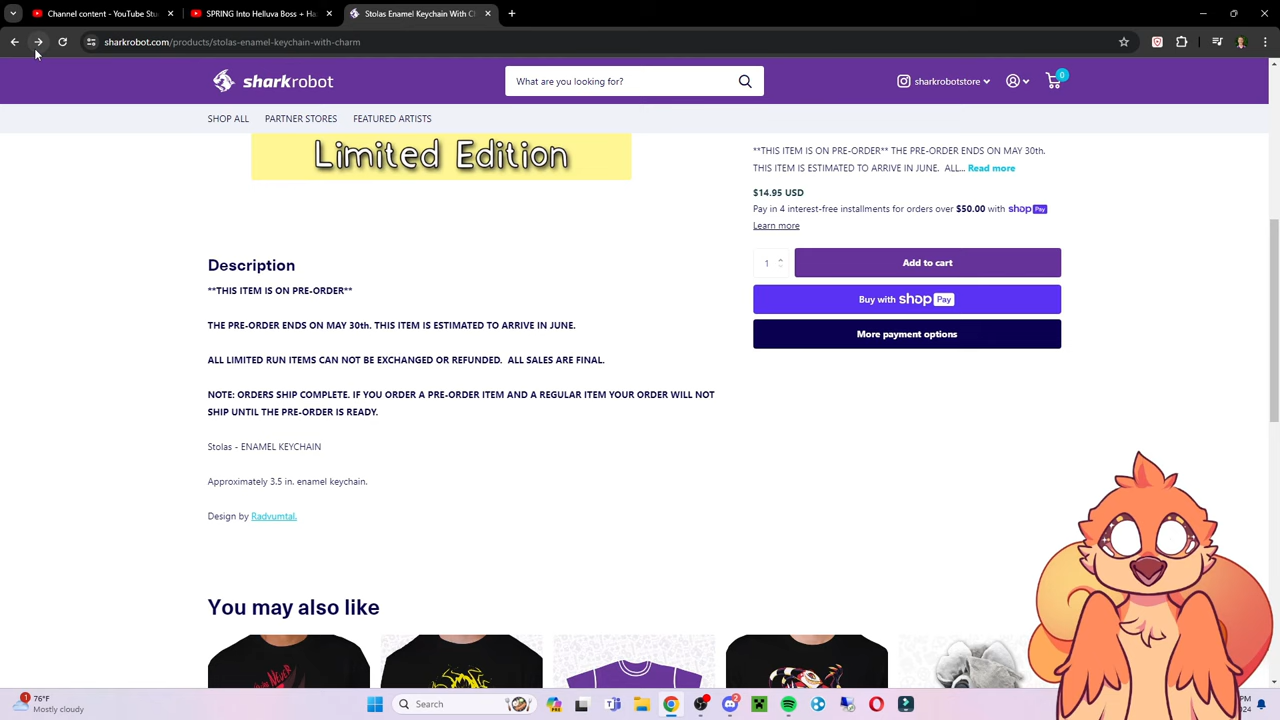 Channel content - YouTube Stu
SPRING Into Helluva Boss + Ha
Stolas Enamel Keychain With Ch
sharkrobot.com/products/stolas-enamel-keychain-with-charm
sharkrobot
What are you looking for?
sharkrobotstore
0
SHOP ALL
PARTNER STORES
FEATURED ARTISTS
Limited Edition
**THIS ITEM IS ON PRE-ORDER** THE PRE-ORDER ENDS ON MAY 30th.
THIS ITEM IS ESTIMATED TO ARRIVE IN JUNE. ALL... Read more
$14.95 USD
Pay in 4 interest-free installments for orders over $50.00 with shop Pay
Learn more
1
Add to cart
Buy with shop Pay
More payment options
Description
**THIS ITEM IS ON PRE-ORDER**
THE PRE-ORDER ENDS ON MAY 30th. THIS ITEM IS ESTIMATED TO ARRIVE IN JUNE.
ALL LIMITED RUN ITEMS CAN NOT BE EXCHANGED OR REFUNDED. ALL SALES ARE FINAL.
NOTE: ORDERS SHIP COMPLETE. IF YOU ORDER A PRE-ORDER ITEM AND A REGULAR ITEM YOUR ORDER WILL NOT
SHIP UNTIL THE PRE-ORDER IS READY.
Stolas - ENAMEL KEYCHAIN
Approximately 3.5 in. enamel keychain.
Design by Radvumtal.
You may also like
1
76°F
Mostly cloudy
Search
2
PM
2024